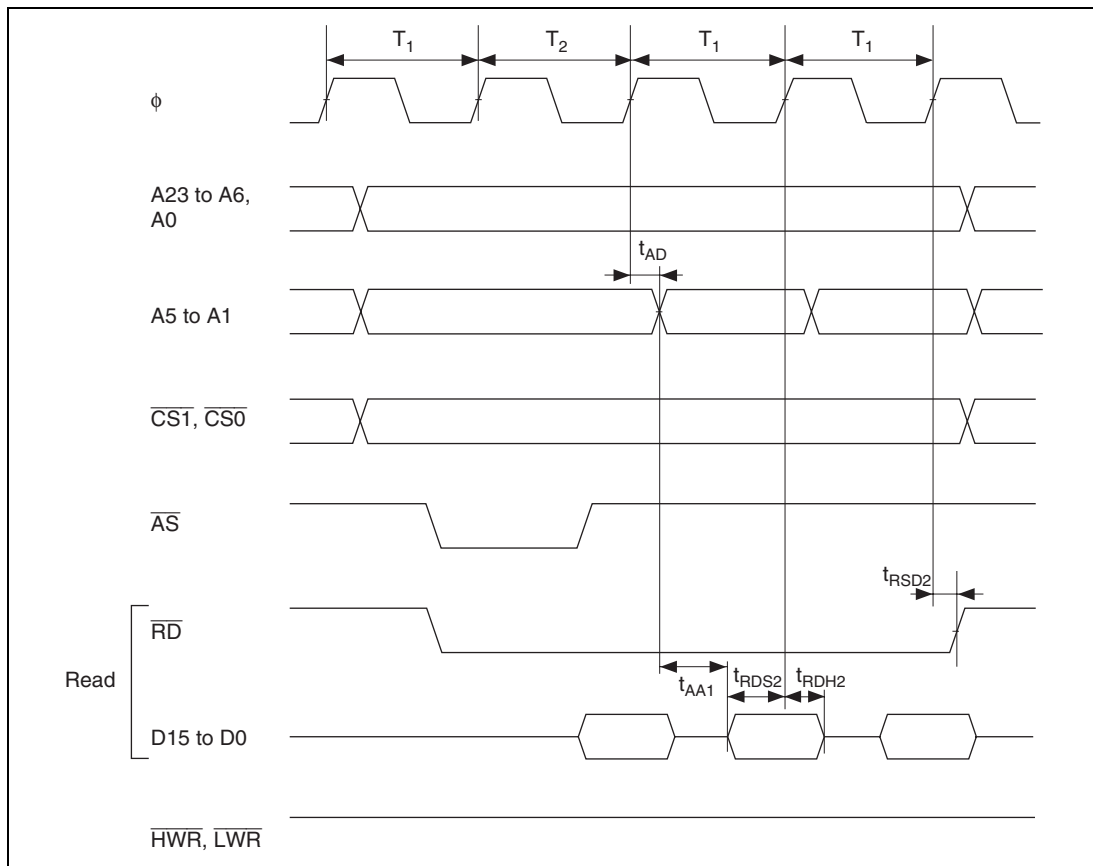 T1 T2 T1 T1
φ
A23 to A6,
A0
tAD
A5 to A1
CS1, CS0
AS
tRSD2
RD
Read
tAA1 tRDS2 tRDH2
D15 to D0
HWR, LWR